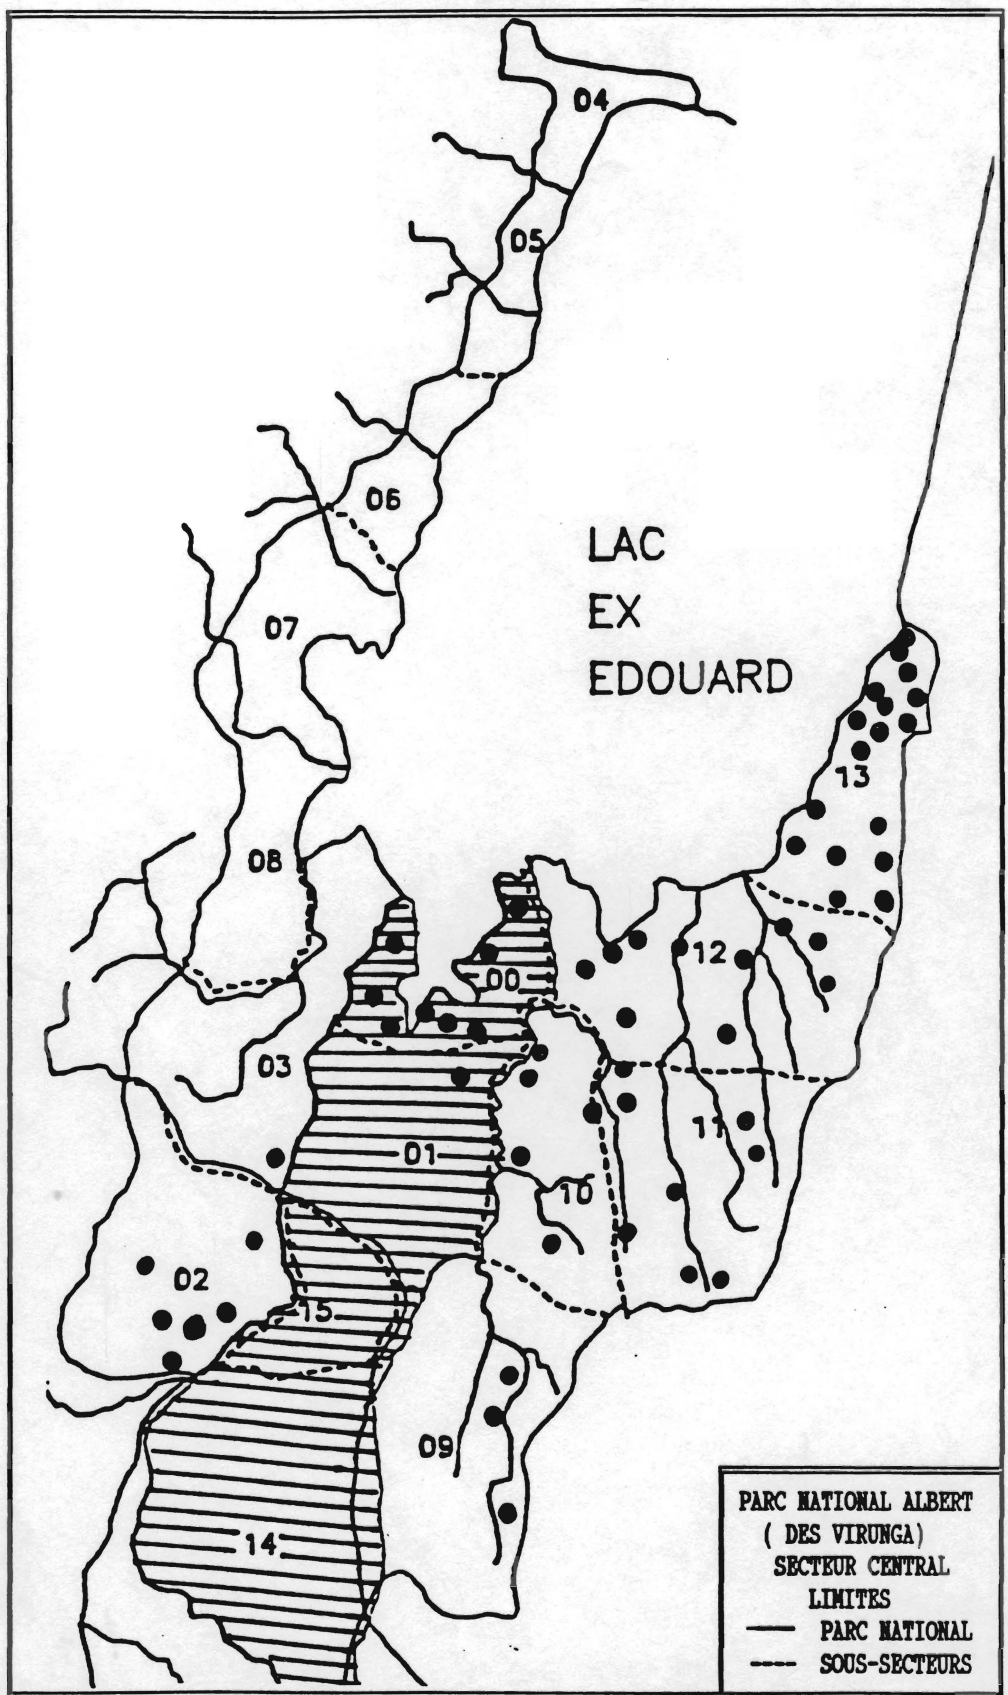 04
05
06
LAC
EX
EDOUARD
07
13
08
12
00
03
11
01
10
02
15
09
14
PARC NATIONAL ALBERT
( DES VIRUNGA)
SECTEUR CENTRAL
LIMITES
PARC NATIONAL
SOUS-SECTEURS